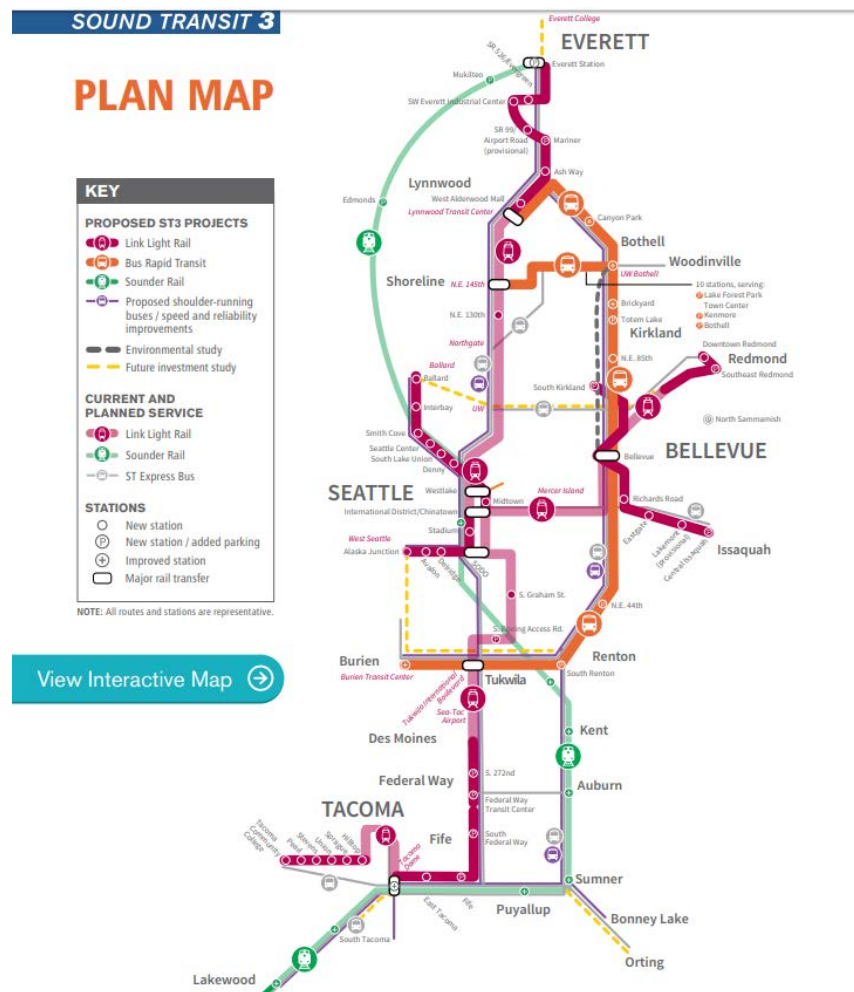 SOUND TRANSIT 3
PLAN MAP
KEY
PROPOSED ST3 PROJECTS
Link Light Rail
Bus Rapid Transit
Sounder Rail
Proposed shoulder-running
buses / speed and reliability
improvements
Environmental study
Future investment study
CURRENT AND
PLANNED SERVICE
Link Light Rail
Sounder Rail
ST Express Bus
STATIONS
New station
P
New station / added parking
Improved station
Major rail transfer
NOTE: All routes and stations are representative.
View Interactive Map
Everett College
EVERETT
SR 526/Evergreen
Everett Station
Mukilteo
SW Everett Industrial Center
SR 99/
Airport Road
(provisional)
Mariner
Ash Way
Lynnwood
West Alderwood Mall
Lynnwood Transit Center
Edmonds
Canyon Park
Bothell
Woodinville
UW Bothell
Shoreline
N.E. 145th
10 stations, serving:
Lake Forest Park
Town Center
Kenmore
Bothell
N.E. 130th
Brickyard
Totem Lake
Kirkland
Northgate
N.E. 85th
Downtown Redmond
Redmond
Southeast Redmond
Ballard
Ballard
South Kirkland
Interbay
UW
North Sammamish
Smith Cove
Seattle Center
South Lake Union
Denny
Bellevue
BELLEVUE
SEATTLE
Westlake
Midtown
Mercer Island
Richards Road
International District/Chinatown
Stadium
Eastgate
Lakemont
(provisional)
Central Issaquah
Issaquah
West Seattle
Alaska Junction
Avalon
Delridge
SODO
S. Graham St.
N.E. 44th
S. Boeing Access Rd.
Burien
Burien Transit Center
Renton
South Renton
Tukwila International
Boulevard
Tukwila
Sea-Tac
Airport
Des Moines
Kent
Federal Way
S. 272nd
Auburn
Federal Way
Transit Center
TACOMA
Fife
South
Federal Way
Tacoma
Community
College
Pearl
Stevens
Union
Sprague
Hilltop
Tacoma
Dome
East Tacoma
Fife
Sumner
Puyallup
Bonney Lake
South Tacoma
Orting
Lakewood